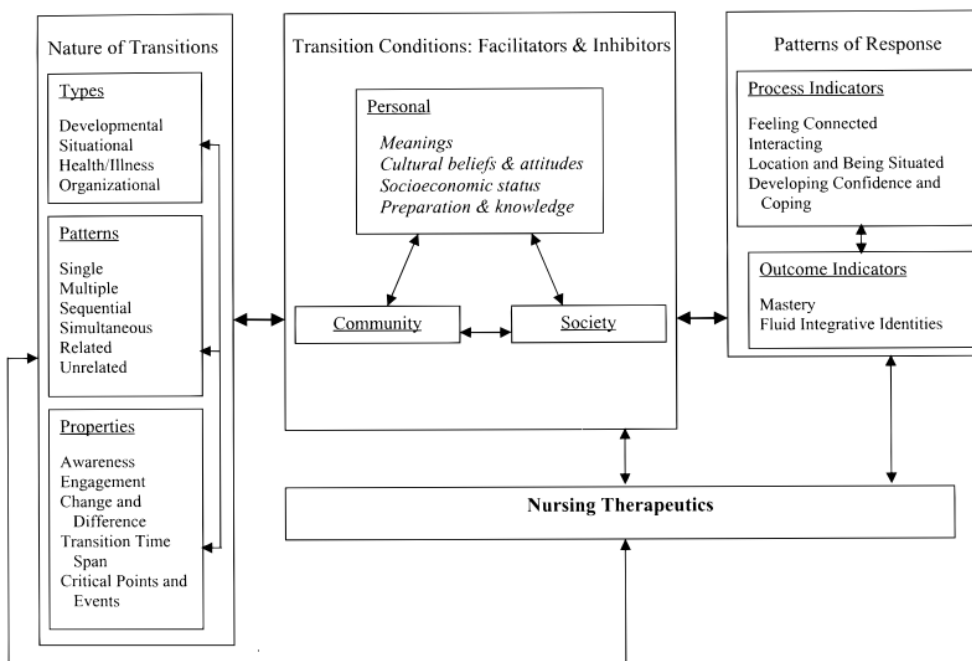 Nature of Transitions
Types
Developmental
Situational
Health/Illness
Organizational
Patterns
Single
Multiple
Sequential
Simultaneous
Related
Unrelated
Properties
Awareness
Engagement
Change and
Difference
Transition Time
Span
Critical Points and
Events
Transition Conditions: Facilitators & Inhibitors
Personal
Meanings
Cultural beliefs & attitudes
Socioeconomic status
Preparation & knowledge
Community
Society
Patterns of Response
Process Indicators
Feeling Connected
Interacting
Location and Being Situated
Developing Confidence and
Coping
Outcome Indicators
Mastery
Fluid Integrative Identities
Nursing Therapeutics